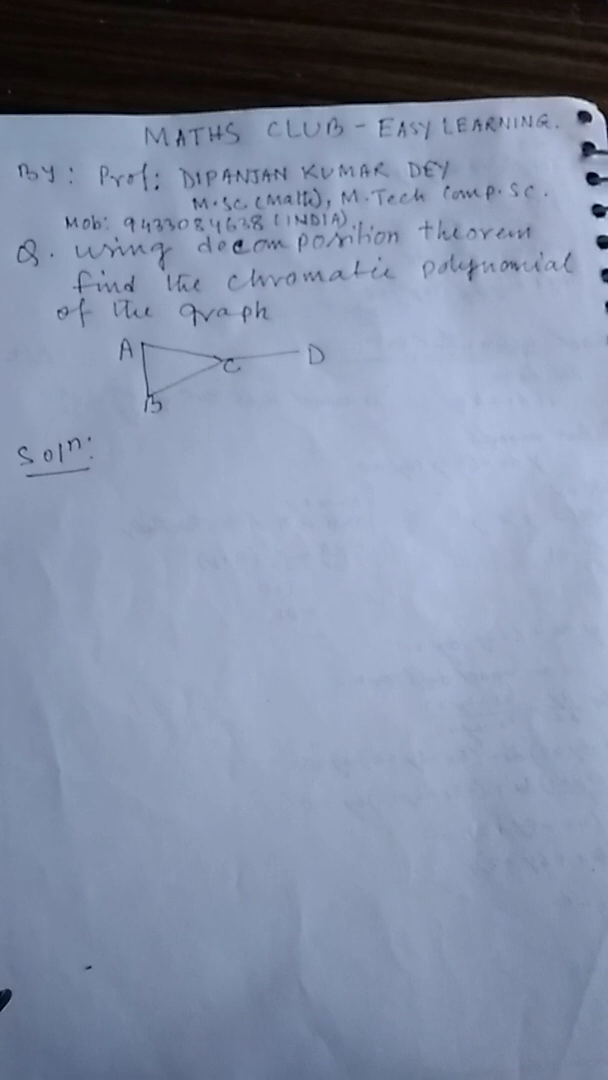 MATHS CLUB - EASY LEARNING.
BY: Prof: DIPANJAN KUMAR DEY
M.SC (Math), M.Tech Comp.Sc.
Mob: 9433084638 (INDIA).
Q. using decomposition theorem
find the chromatic polynomial
of the graph
A
C
D
B
Soln: